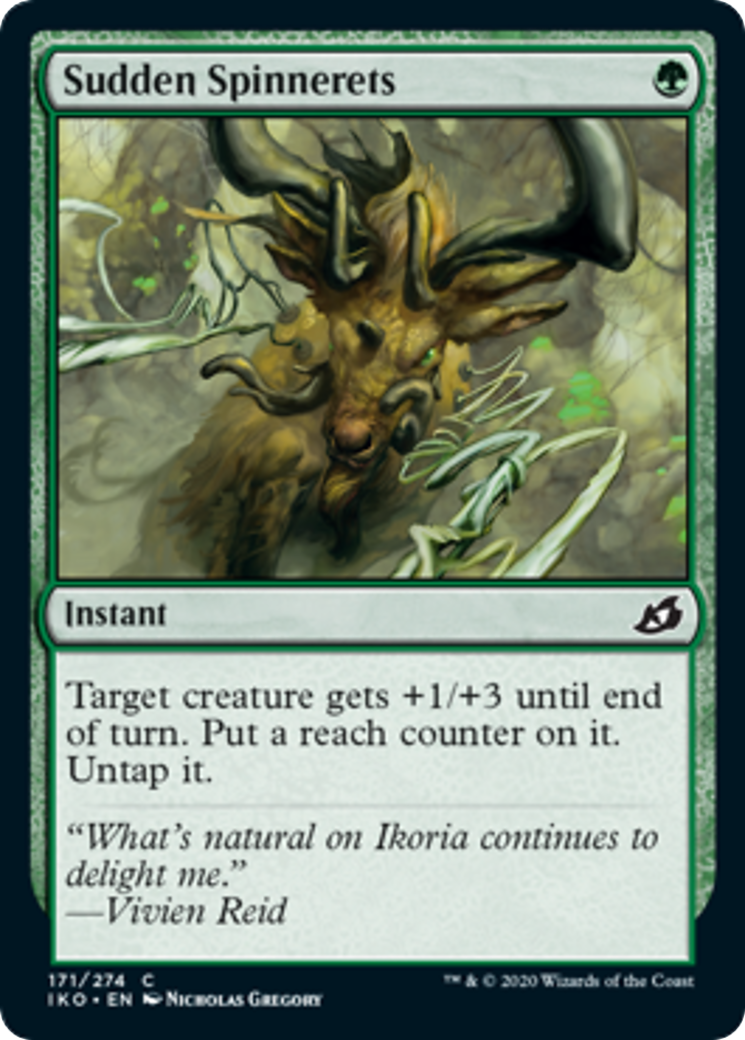 Sudden Spinnerets
Instant
Target creature gets +1/+3 until end
of turn. Put a reach counter on it.
Untap it.
“What’s natural on Ikoria continues to
delight me.”
—Vivien Reid
171/274 C
™ & © 2020 Wizards of the Coast
IKO • EN Nicholas Gregory